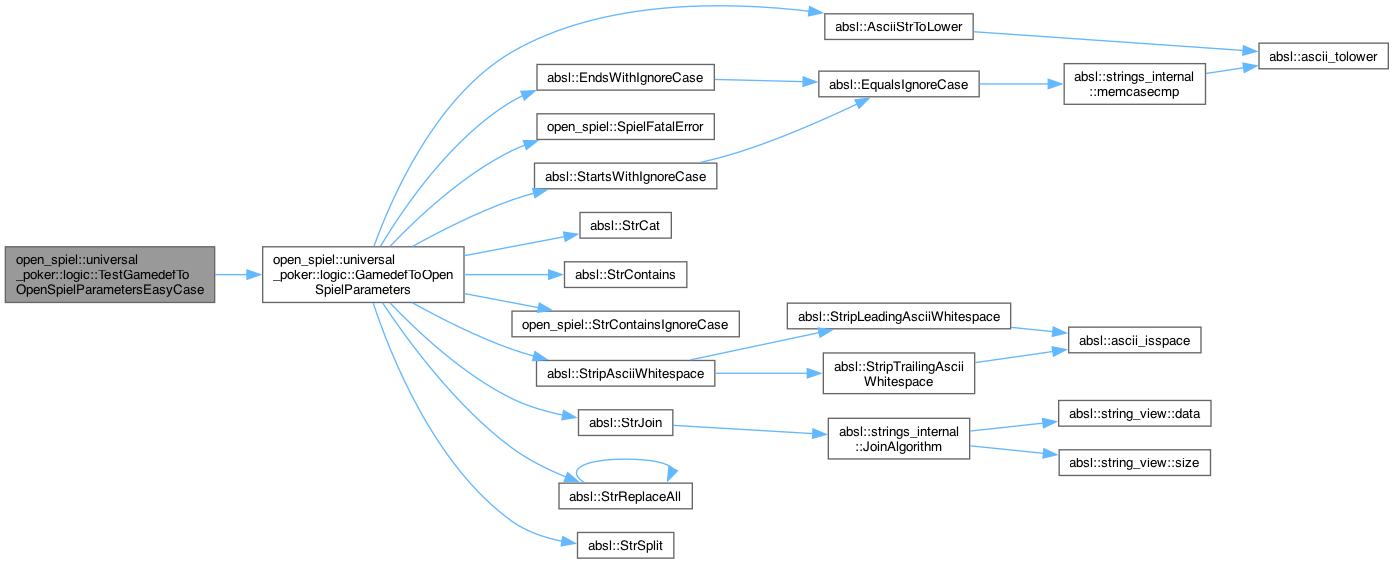 open_spiel::universal
_poker::logic::TestGamedefTo
OpenSpielParametersEasyCase
open_spiel::universal
_poker::logic::GamedefToOpen
SpielParameters
absl::AsciiStrToLower
absl::ascii_tolower
absl::EndsWithIgnoreCase
absl::EqualsIgnoreCase
absl::strings_internal
::memcasecmp
open_spiel::SpielFatalError
absl::StartsWithIgnoreCase
absl::StrCat
absl::StrContains
open_spiel::StrContainsIgnoreCase
absl::StripAsciiWhitespace
absl::StripLeadingAsciiWhitespace
absl::StripTrailingAscii
Whitespace
absl::ascii_isspace
absl::StrJoin
absl::strings_internal
::JoinAlgorithm
absl::string_view::data
absl::string_view::size
absl::StrReplaceAll
absl::StrSplit